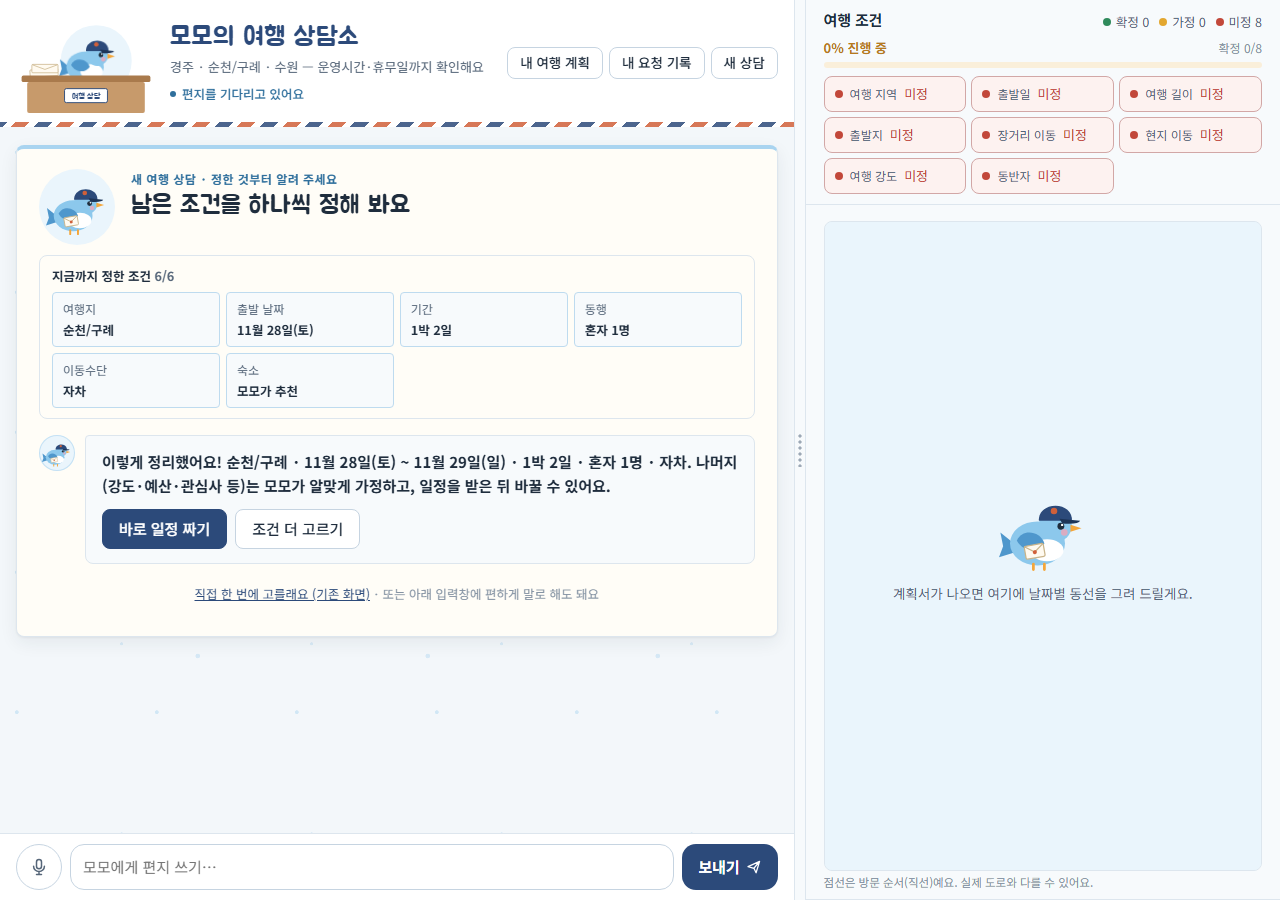 모모의 여행 상담소
경주 · 순천/구례 · 수원 — 운영시간·휴무일까지 확인해요
편지를 기다리고 있어요
여행 상담
내 여행 계획
내 요청 기록
새 상담
새 여행 상담 · 정한 것부터 알려 주세요
남은 조건을 하나씩 정해 봐요
지금까지 정한 조건 6/6
여행지
순천/구례
출발 날짜
11월 28일(토)
기간
1박 2일
동행
혼자 1명
이동수단
자차
숙소
모모가 추천
이렇게 정리했어요! 순천/구례 · 11월 28일(토) ~ 11월 29일(일) · 1박 2일 · 혼자 1명 · 자차. 나머지
(강도·예산·관심사 등)는 모모가 알맞게 가정하고, 일정을 받은 뒤 바꿀 수 있어요.
바로 일정 짜기
조건 더 고르기
직접 한 번에 고를래요 (기존 화면) · 또는 아래 입력창에 편하게 말로 해도 돼요
모모에게 편지 쓰기…
보내기
여행 조건
확정 0 가정 0 미정 8
0% 진행 중
확정 0/8
여행 지역 미정
출발일 미정
여행 길이 미정
출발지 미정
장거리 이동 미정
현지 이동 미정
여행 강도 미정
동반자 미정
계획서가 나오면 여기에 날짜별 동선을 그려 드릴게요.
점선은 방문 순서(직선)예요. 실제 도로와 다를 수 있어요.